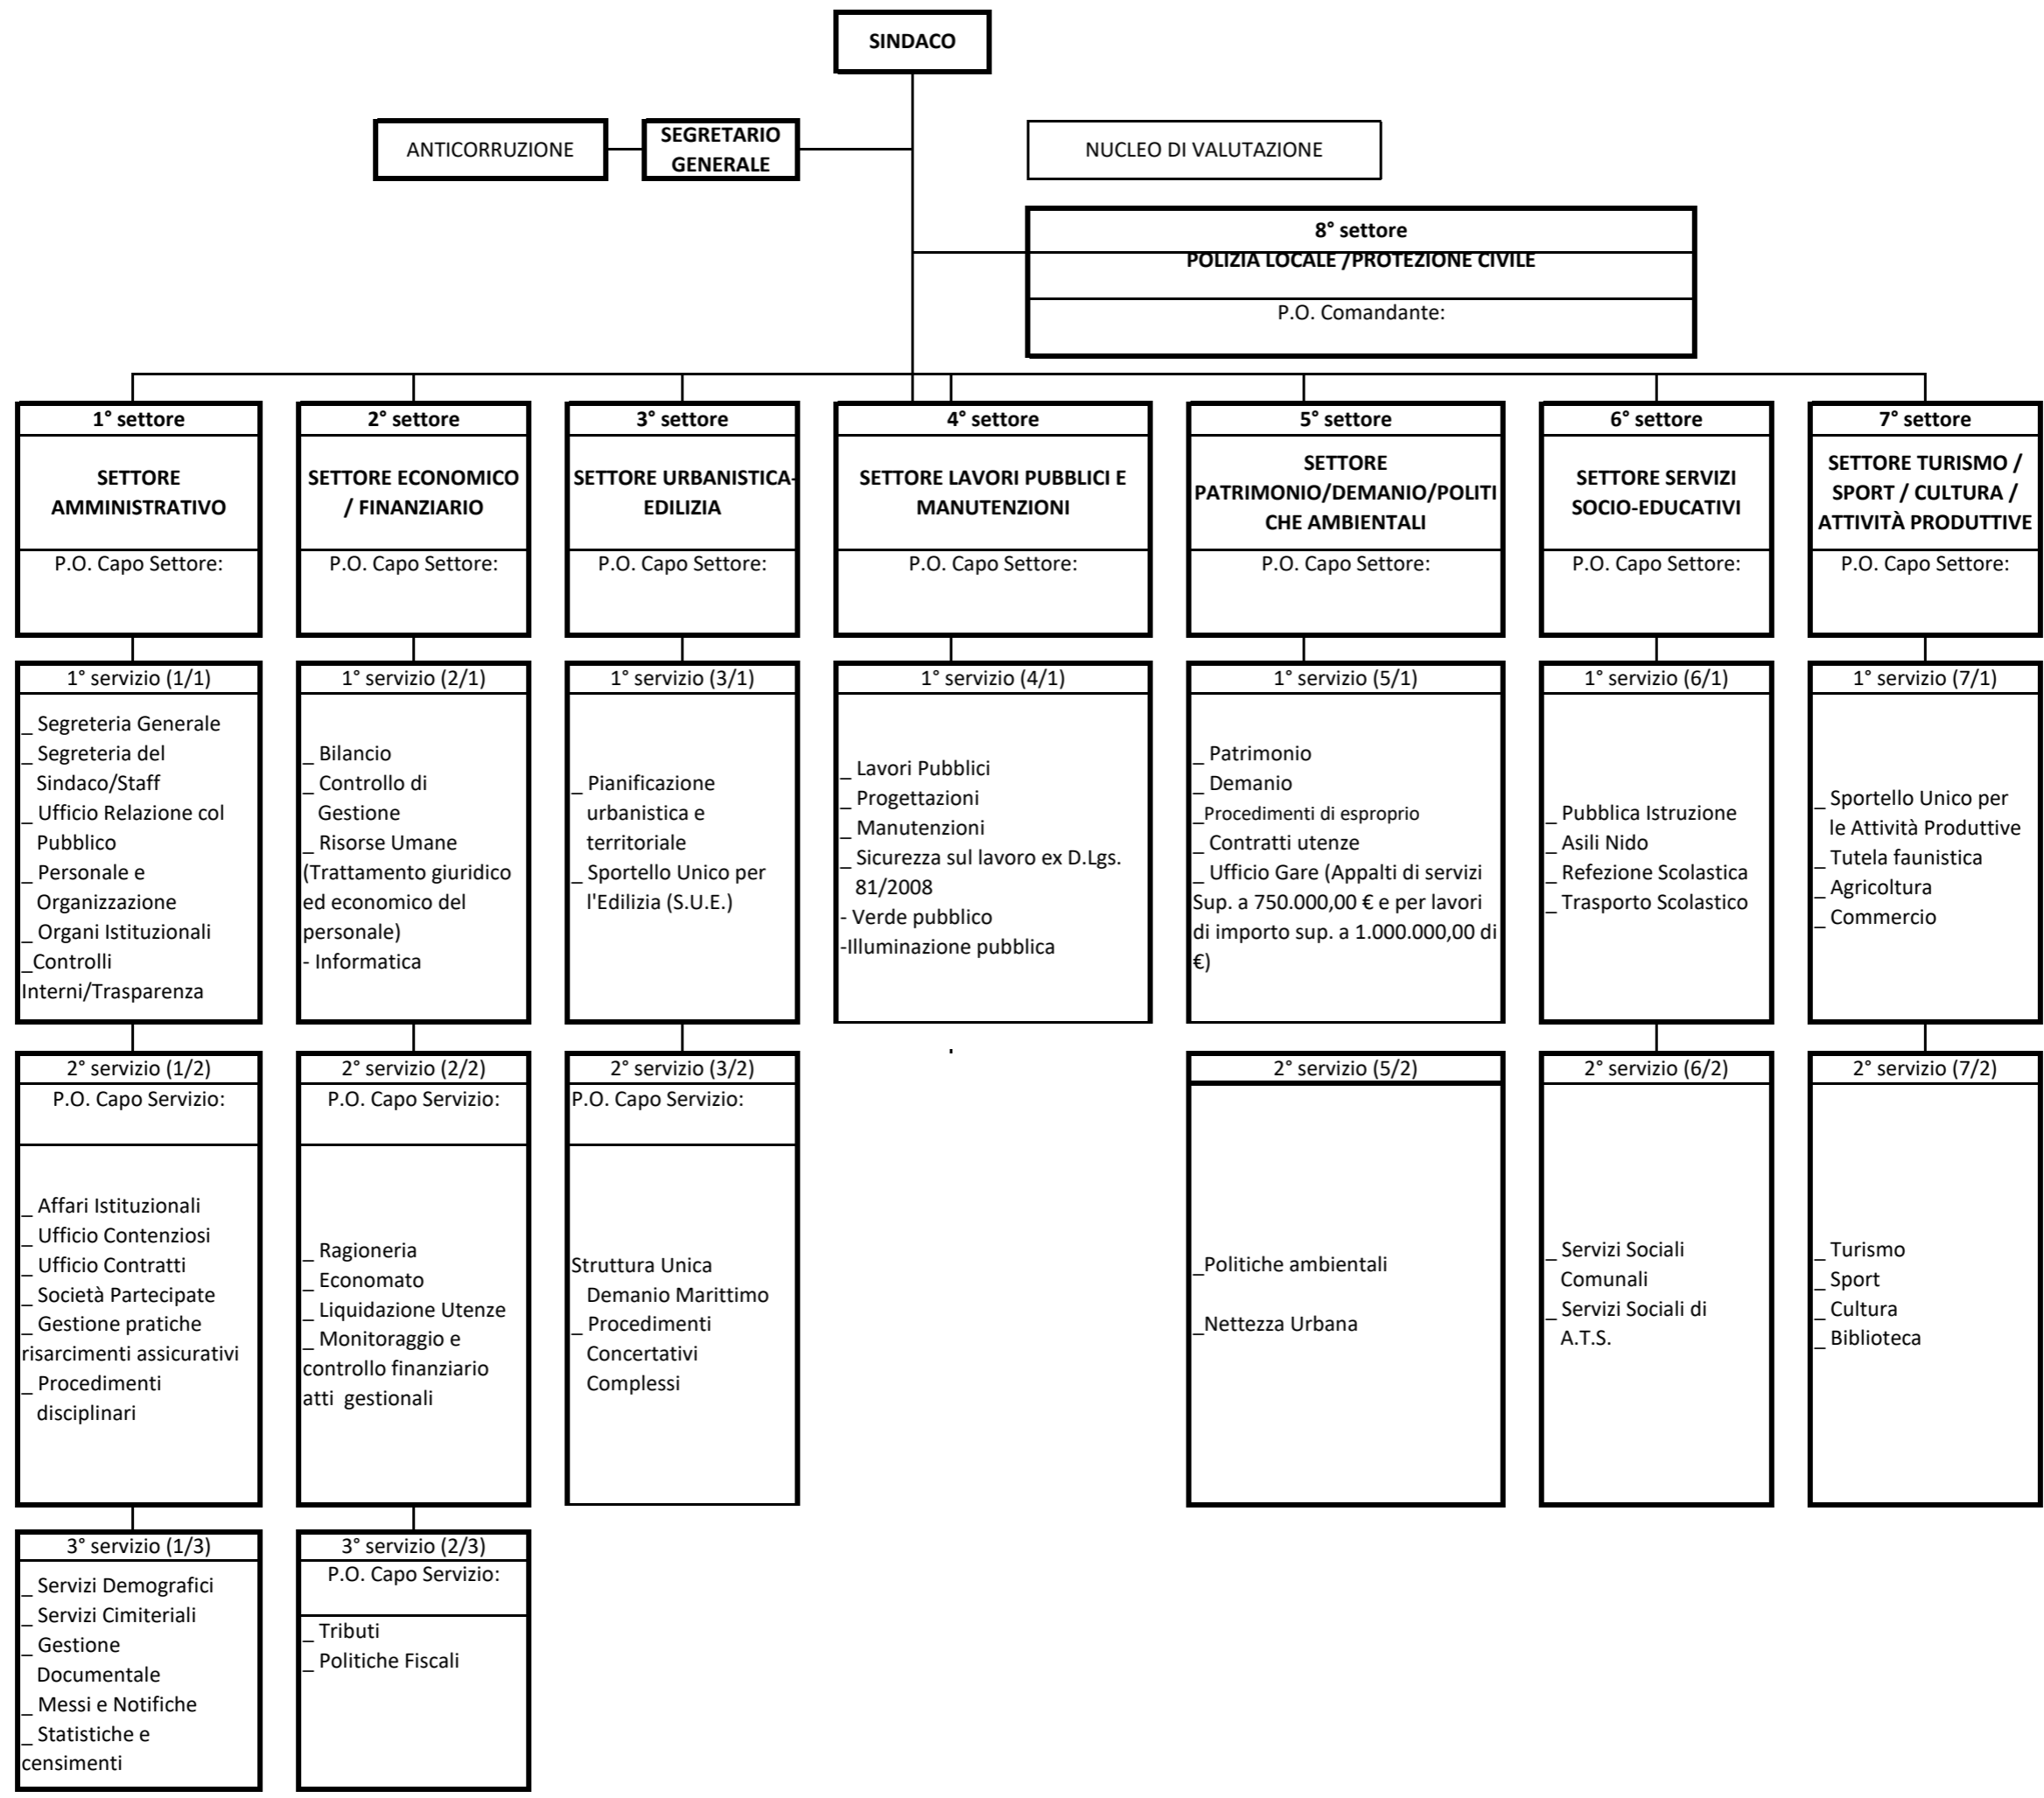 SINDACO
ANTICORRUZIONE
SEGRETARIO
GENERALE
NUCLEO DI VALUTAZIONE
8° settore
POLIZIA LOCALE /PROTEZIONE CIVILE
P.O. Comandante:
1° settore
SETTORE
AMMINISTRATIVO
P.O. Capo Settore:
2° settore
SETTORE ECONOMICO
/ FINANZIARIO
P.O. Capo Settore:
3° settore
SETTORE URBANISTICA-
EDILIZIA
P.O. Capo Settore:
4° settore
SETTORE LAVORI PUBBLICI E
MANUTENZIONI
P.O. Capo Settore:
5° settore
SETTORE
PATRIMONIO/DEMANIO/POLITI
CHE AMBIENTALI
P.O. Capo Settore:
6° settore
SETTORE SERVIZI
SOCIO-EDUCATIVI
P.O. Capo Settore:
7° settore
SETTORE TURISMO /
SPORT / CULTURA /
ATTIVITÀ PRODUTTIVE
P.O. Capo Settore:
1° servizio (1/1)
_ Segreteria Generale
_ Segreteria del
Sindaco/Staff
_ Ufficio Relazione col
Pubblico
_ Personale e
Organizzazione
_ Organi Istituzionali
_Controlli
Interni/Trasparenza
1° servizio (2/1)
_ Bilancio
_ Controllo di
Gestione
_ Risorse Umane
(Trattamento giuridico
ed economico del
personale)
- Informatica
1° servizio (3/1)
_ Pianificazione
urbanistica e
territoriale
_ Sportello Unico per
l'Edilizia (S.U.E.)
1° servizio (4/1)
_ Lavori Pubblici
_ Progettazioni
_ Manutenzioni
_ Sicurezza sul lavoro ex D.Lgs.
81/2008
- Verde pubblico
-Illuminazione pubblica
1° servizio (5/1)
_ Patrimonio
_ Demanio
_Procedimenti di esproprio
_ Contratti utenze
_ Ufficio Gare (Appalti di servizi
Sup. a 750.000,00 € e per lavori
di importo sup. a 1.000.000,00 di
€)
1° servizio (6/1)
_ Pubblica Istruzione
_ Asili Nido
_ Refezione Scolastica
_ Trasporto Scolastico
1° servizio (7/1)
_ Sportello Unico per
le Attività Produttive
_ Tutela faunistica
_ Agricoltura
_ Commercio
2° servizio (1/2)
P.O. Capo Servizio:
_ Affari Istituzionali
_ Ufficio Contenziosi
_ Ufficio Contratti
_ Società Partecipate
_ Gestione pratiche
risarcimenti assicurativi
_ Procedimenti
disciplinari
2° servizio (2/2)
P.O. Capo Servizio:
_ Ragioneria
_ Economato
_ Liquidazione Utenze
_ Monitoraggio e
controllo finanziario
atti  gestionali
2° servizio (3/2)
P.O. Capo Servizio:
Struttura Unica
Demanio Marittimo
_ Procedimenti
Concertativi
Complessi
2° servizio (5/2)
_Politiche ambientali
_Nettezza Urbana
2° servizio (6/2)
_ Servizi Sociali
Comunali
_ Servizi Sociali di
A.T.S.
2° servizio (7/2)
_ Turismo
_ Sport
_ Cultura
_ Biblioteca
3° servizio (1/3)
_ Servizi Demografici
_ Servizi Cimiteriali
_ Gestione
Documentale
_ Messi e Notifiche
_ Statistiche e
censimenti
3° servizio (2/3)
P.O. Capo Servizio:
_ Tributi
_ Politiche Fiscali